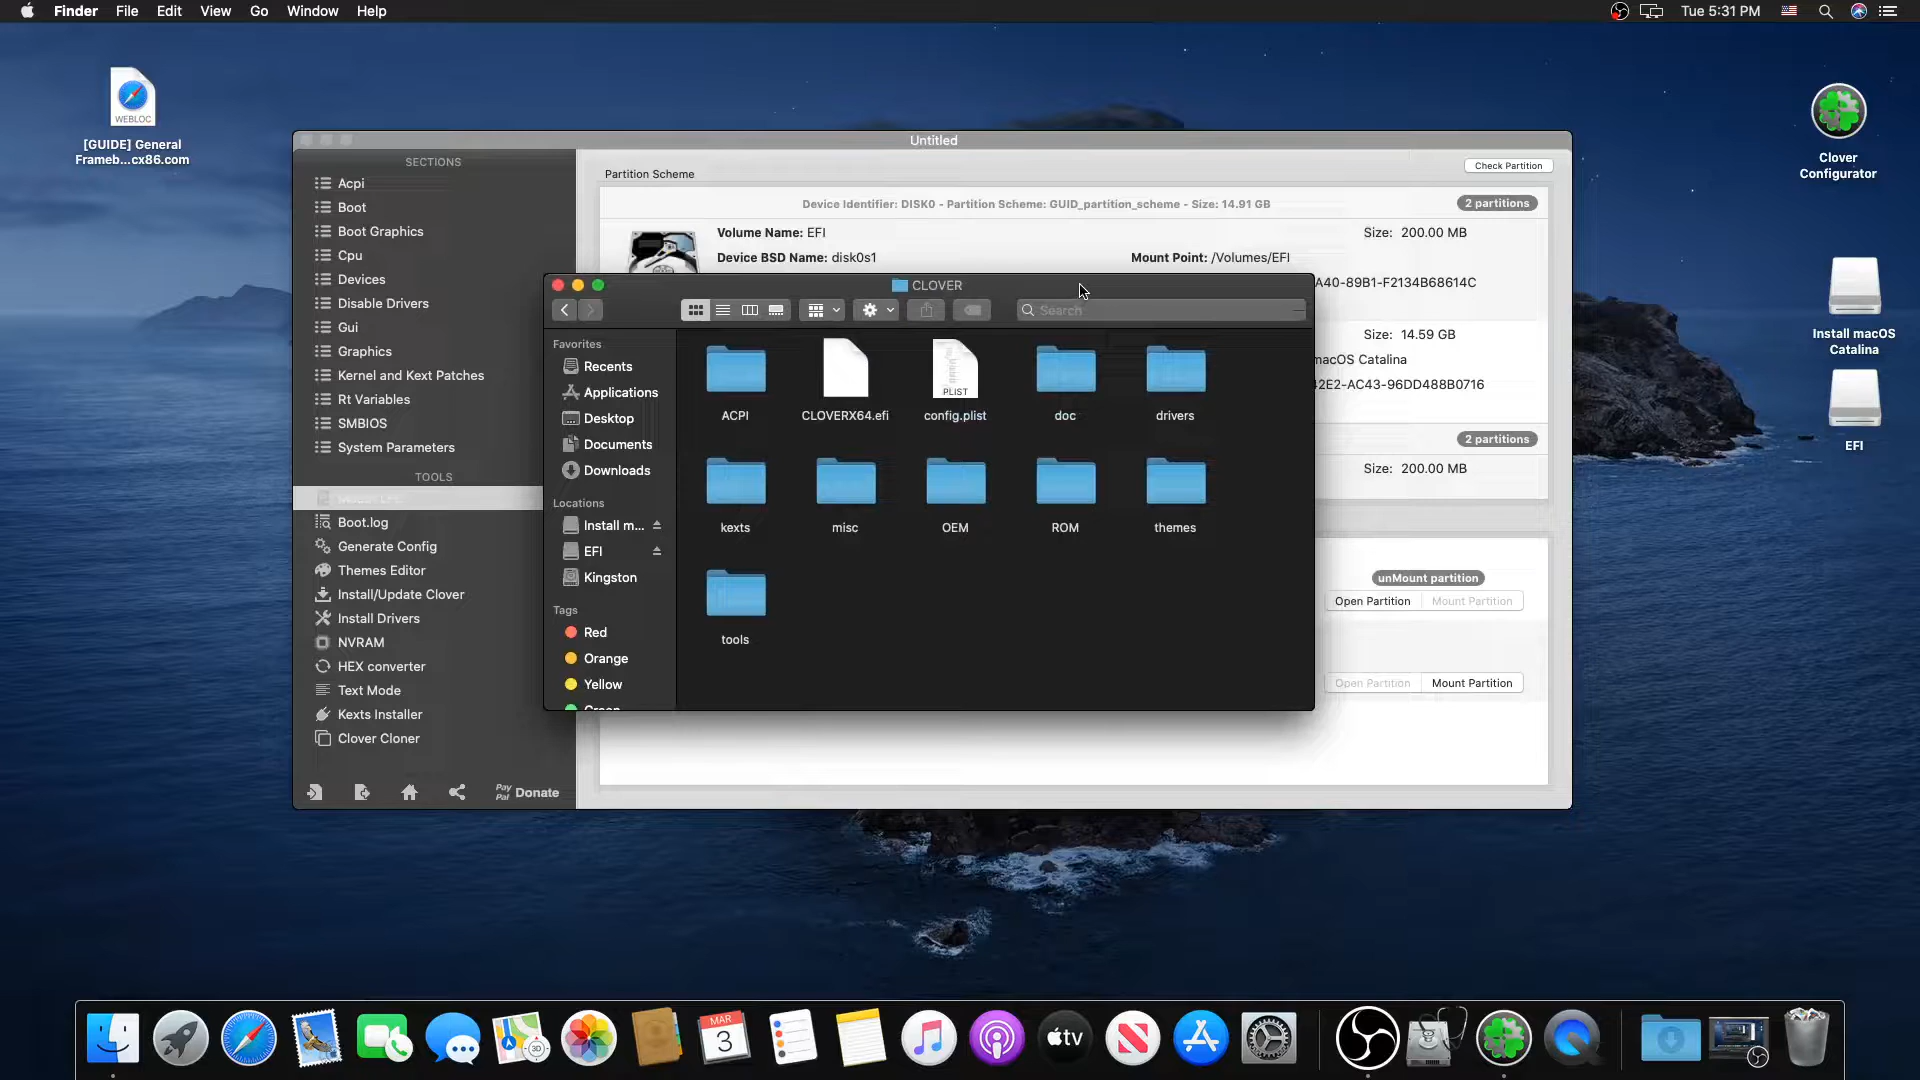 Finder File Edit View Go Window Help
Tue 5:31 PM
WEBLOC
[GUIDE] General
Frameb...cx86.com
Clover
Configurator
Install macOS
Catalina
EFI
Untitled
SECTIONS
Acpi
Boot
Boot Graphics
Cpu
Devices
Disable Drivers
Gui
Graphics
Kernel and Kext Patches
Rt Variables
SMBIOS
System Parameters
TOOLS
Boot.log
Generate Config
Themes Editor
Install/Update Clover
Install Drivers
NVRAM
HEX converter
Text Mode
Kexts Installer
Clover Cloner
Pay
Pal
Donate
Partition Scheme
Check Partition
Device Identifier: DISK0 - Partition Scheme: GUID_partition_scheme - Size: 14.91 GB
2 partitions
Volume Name: EFI
Size: 200.00 MB
Device BSD Name: disk0s1
Mount Point: /Volumes/EFI
A40-89B1-F2134B68614C
Size: 14.59 GB
macOS Catalina
2E2-AC43-96DD488B0716
2 partitions
Size: 200.00 MB
unMount partition
Open Partition
Mount Partition
Open Partition
Mount Partition
CLOVER
Search
Favorites
Recents
Applications
Desktop
Documents
Downloads
Locations
Install m...
EFI
Kingston
Tags
Red
Orange
Yellow
Green
ACPI
CLOVERX64.efi
PLIST
config.plist
doc
drivers
kexts
misc
OEM
ROM
themes
tools
MAR
3
3D
tv